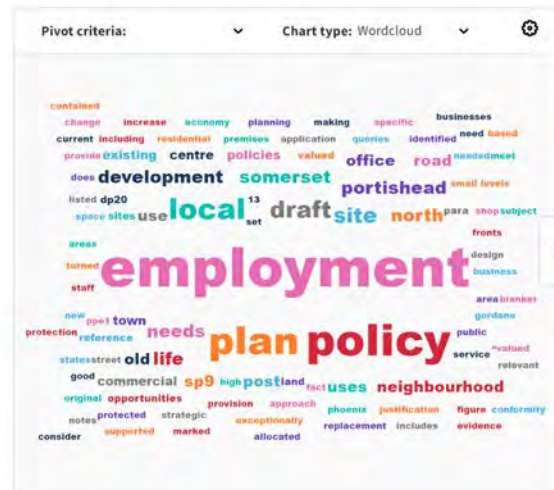 Pivot criteria: Chart type: Wordcloud
contained
change increase economy planning making specific businesses
current including residential premises application queries identified need based
provide existing centre policies valued office road needed meet
does development somerset portishead small levels
listed dp20 13
space sites use local set draft site north para shop subject
fronts
areas design
turned employment business
staff
area blanket
new ppe1 town gordano
protection reference needs plan policy public
states street old life service "valued
relevant
good commercial sp9 high post land fact uses neighbourhood
original opportunities provision approach phoenix justification figure conformity
notes protected strategic exceptionally replacement includes evidence
consider supported marked allocated